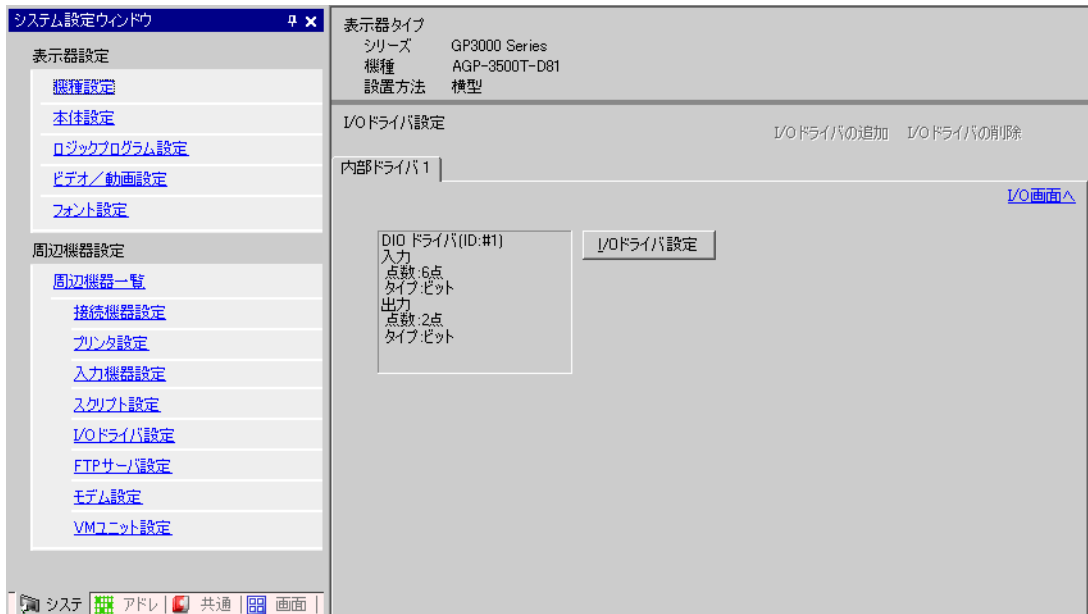 システム設定ウィンドウ
表示器設定
機種設定
本体設定
ロジックプログラム設定
ビデオ／動画設定
フォント設定
周辺機器設定
周辺機器一覧
接続機器設定
プリンタ設定
入力機器設定
スクリプト設定
I/Oドライバ設定
FTPサーバ設定
モデム設定
VMユニット設定
システ アドレ 共通 画面
表示器タイプ
シリーズ GP3000 Series
機種 AGP-3500T-D81
設置方法 横型
I/Oドライバ設定
I/Oドライバの追加 I/Oドライバの削除
内部ドライバ 1
I/O画面へ
DIO ドライバ(ID:#1)
入力
点数:6点
タイプ:ビット
出力
点数:2点
タイプ:ビット
I/Oドライバ設定